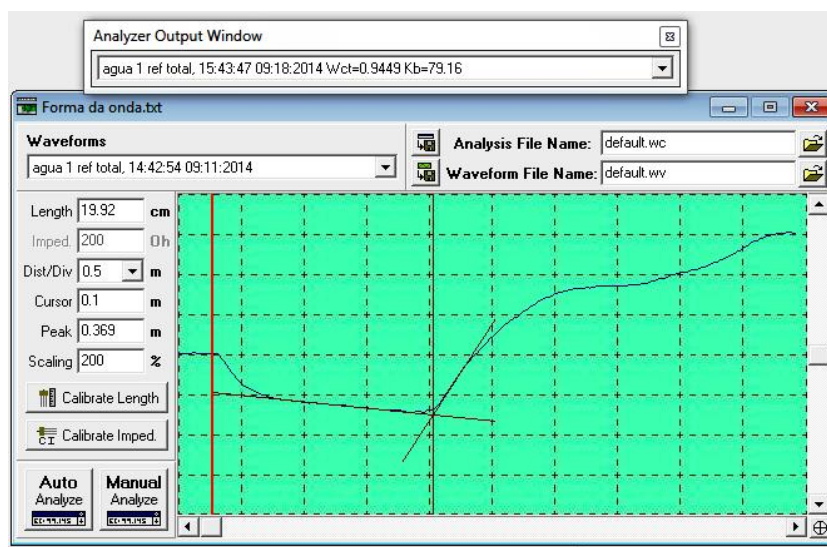 Analyzer Output Window
agua 1 ref total, 15:43:47 09:18:2014 Wct=0.9449 Kb=79.16
Forma da onda.txt
Waveforms
agua 1 ref total, 14:42:54 09:11:2014
Analysis File Name: default.wc
Waveform File Name: default.wv
Length 19.92 cm
Imped. 200 Oh
Dist/Div 0.5 m
Cursor 0.1 m
Peak 0.369 m
Scaling 200 %
Calibrate Length
Calibrate Imped.
Auto Analyze
Manual Analyze